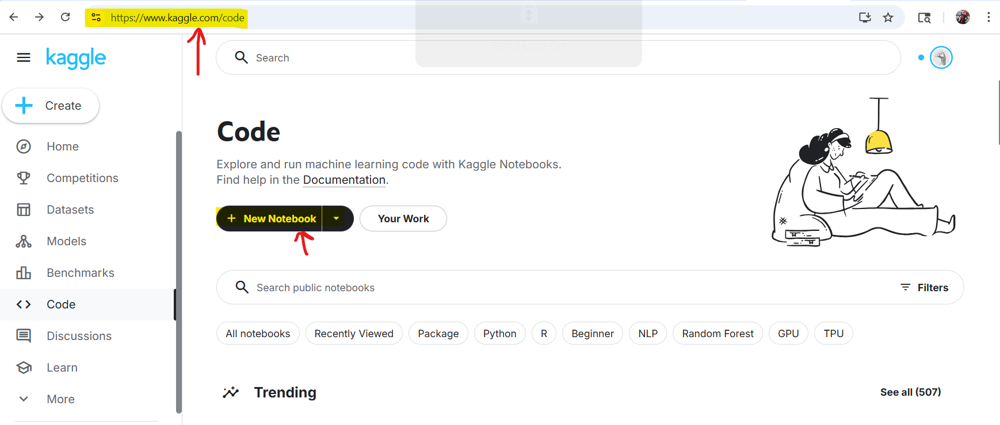 https://www.kaggle.com/code
Scroll Lock On
kaggle
Search
Create
Home
Competitions
Datasets
Models
Benchmarks
Code
Discussions
Learn
More
Code
Explore and run machine learning code with Kaggle Notebooks.
Find help in the Documentation.
New Notebook
Your Work
Search public notebooks
Filters
All notebooks
Recently Viewed
Package
Python
R
Beginner
NLP
Random Forest
GPU
TPU
Trending
See all (507)